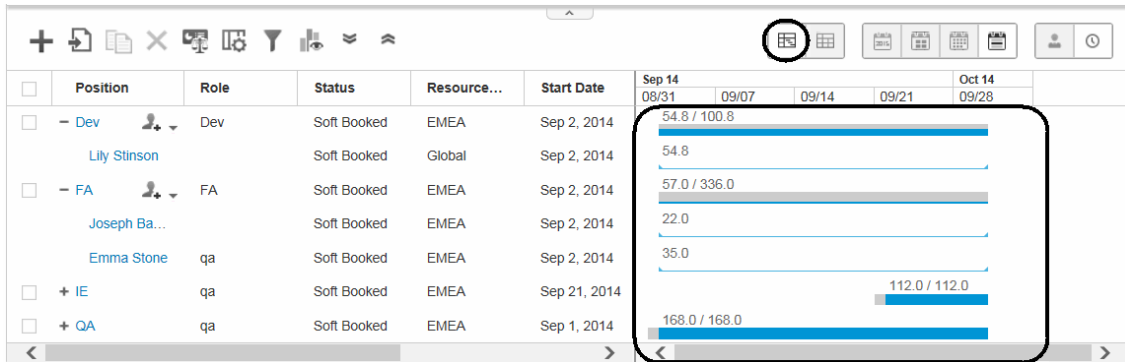 Position Role Status Resource... Start Date Sep 14 Oct 14
08/31 09/07 09/14 09/21 09/28
Dev Dev Soft Booked EMEA Sep 2, 2014 54.8 / 100.8
Lily Stinson Soft Booked Global Sep 2, 2014 54.8
FA FA Soft Booked EMEA Sep 2, 2014 57.0 / 336.0
Joseph Ba... Soft Booked EMEA Sep 2, 2014 22.0
Emma Stone qa Soft Booked EMEA Sep 2, 2014 35.0
IE qa Soft Booked EMEA Sep 21, 2014 112.0 / 112.0
QA qa Soft Booked EMEA Sep 1, 2014 168.0 / 168.0